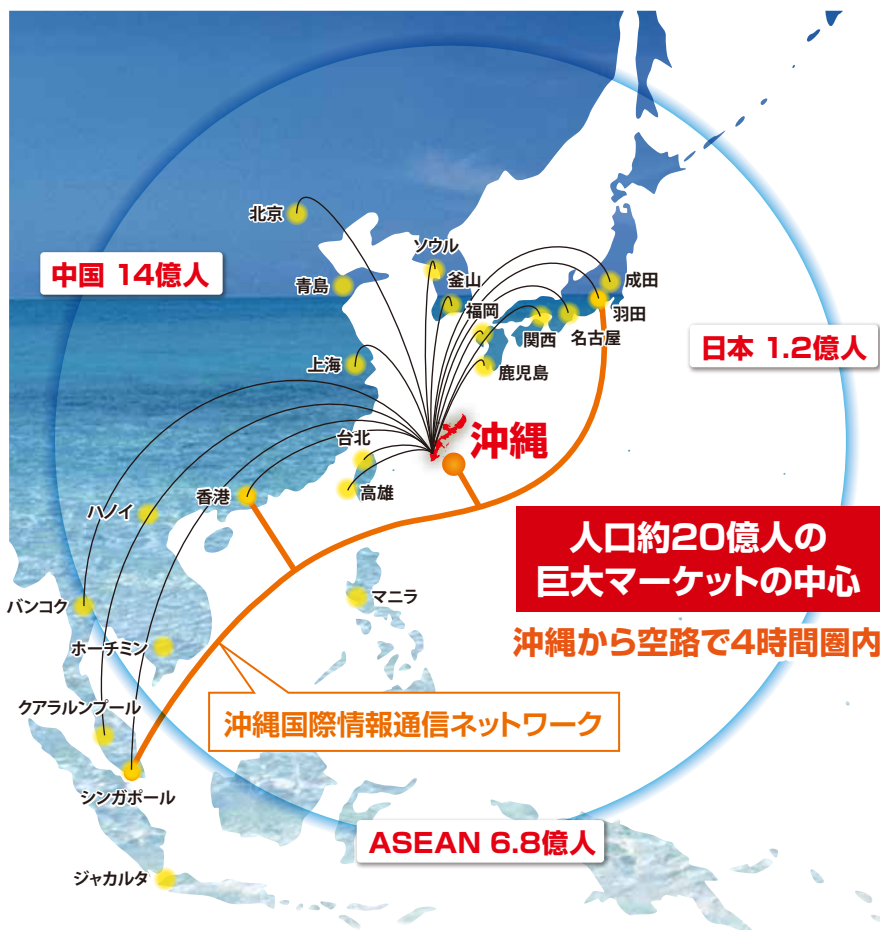 北京
ソウル
中国 14億人
青島
釜山
成田
福岡
羽田
関西
名古屋
日本 1.2億人
上海
鹿児島
台北
沖縄
香港
高雄
ハノイ
人口約20億人の
巨大マーケットの中心
バンコク
マニラ
ホーチミン
沖縄から空路で4時間圏内
クアラルンプール
沖縄国際情報通信ネットワーク
シンガポール
ASEAN 6.8億人
ジャカルタ